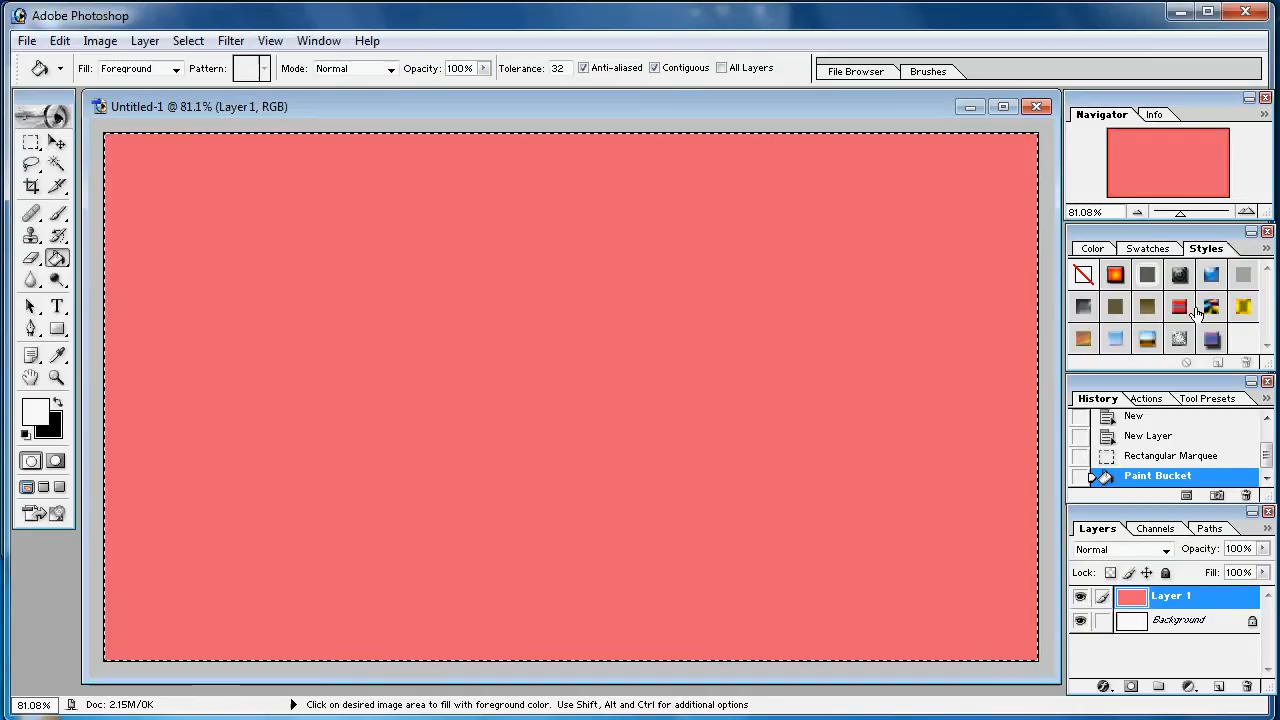 Adobe Photoshop
File Edit Image Layer Select Filter View Window Help
Fill: Foreground Pattern: Mode: Normal Opacity: 100% Tolerance: 32 Anti-aliased Contiguous All Layers File Browser Brushes
Untitled-1 @ 81.1% (Layer 1, RGB)
Navigator Info
81.08%
Color Swatches Styles
T
History Actions Tool Presets
New
New Layer
Rectangular Marquee
Paint Bucket
Layers Channels Paths
Normal Opacity: 100%
Lock: Fill: 100%
Layer 1
Background
81.08% Doc: 2.15M/0K Click on desired image area to fill with foreground color. Use Shift, Alt and Ctrl for additional options